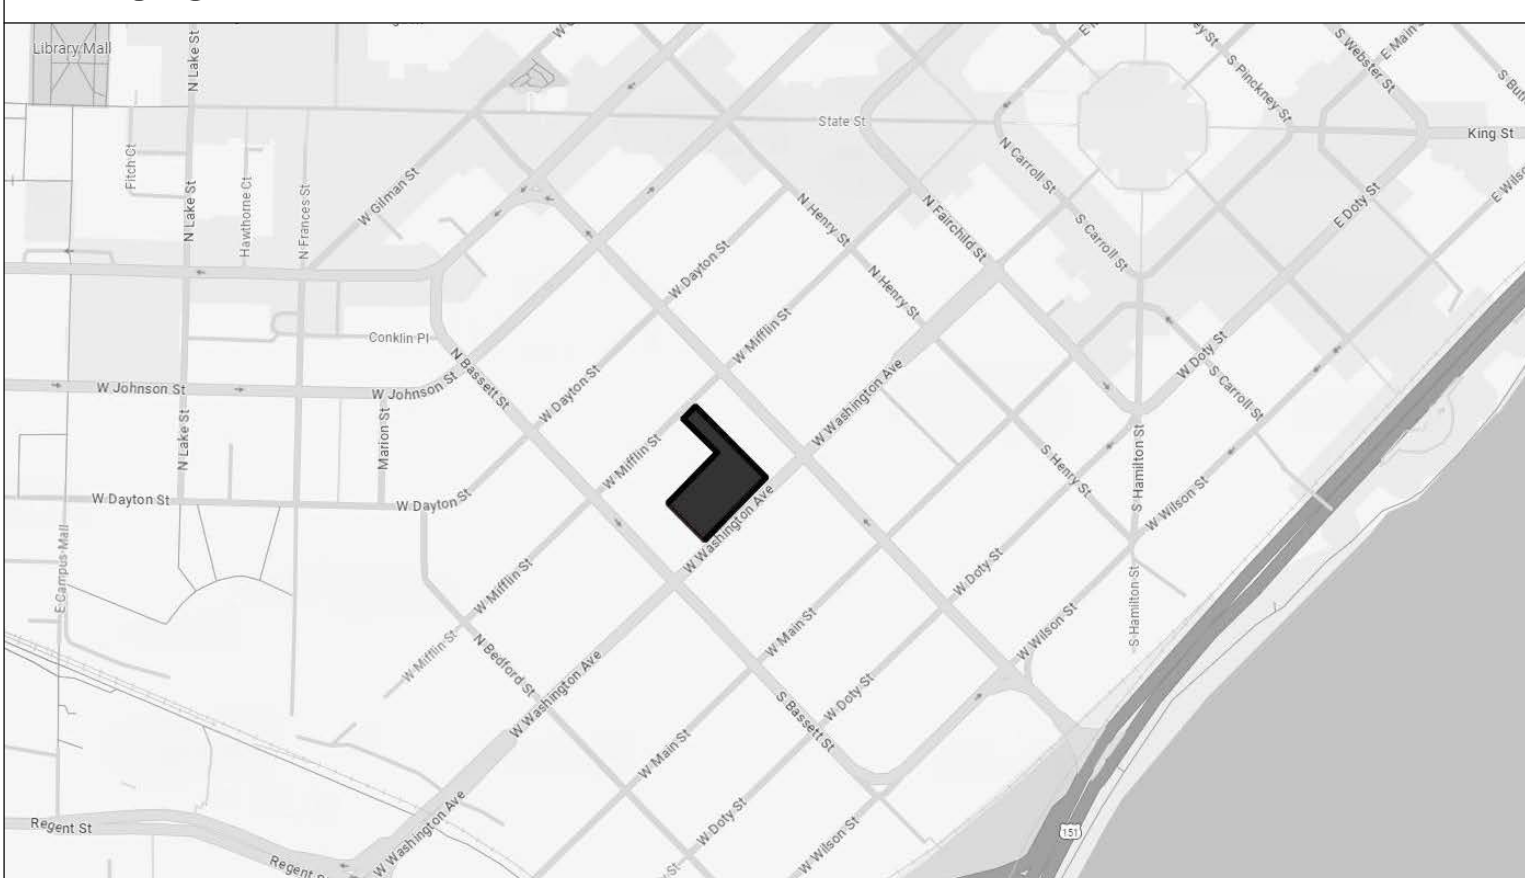 Library Mall
N Lake St
S Webster St
E Main St
S Pinckney St
State St
King St
Fitch Ct
N Carroll St
W Gilman St
N Lake St
Hawthorne Ct
N Frances St
N Henry St
N Fairchild St
S Carroll St
E Doty St
W Dayton St
N Henry St
W Mifflin St
Conklin Pl
N Bassett St
W Washington Ave
W Doty St
S Carroll St
W Johnson St
W Johnson St
W Dayton St
N Lake St
Marion St
W Mifflin St
S Henry St
S Hamilton St
W Dayton St
W Dayton St
W Washington Ave
W Wilson St
E Campus Mall
W Mifflin St
W Doty St
S Hamilton St
W Mifflin St
N Bedford St
W Main St
W Wilson St
W Washington Ave
S Bassett St
W Doty St
W Main St
W Washington Ave
W Doty St
W Wilson St
151
Regent St
Regent